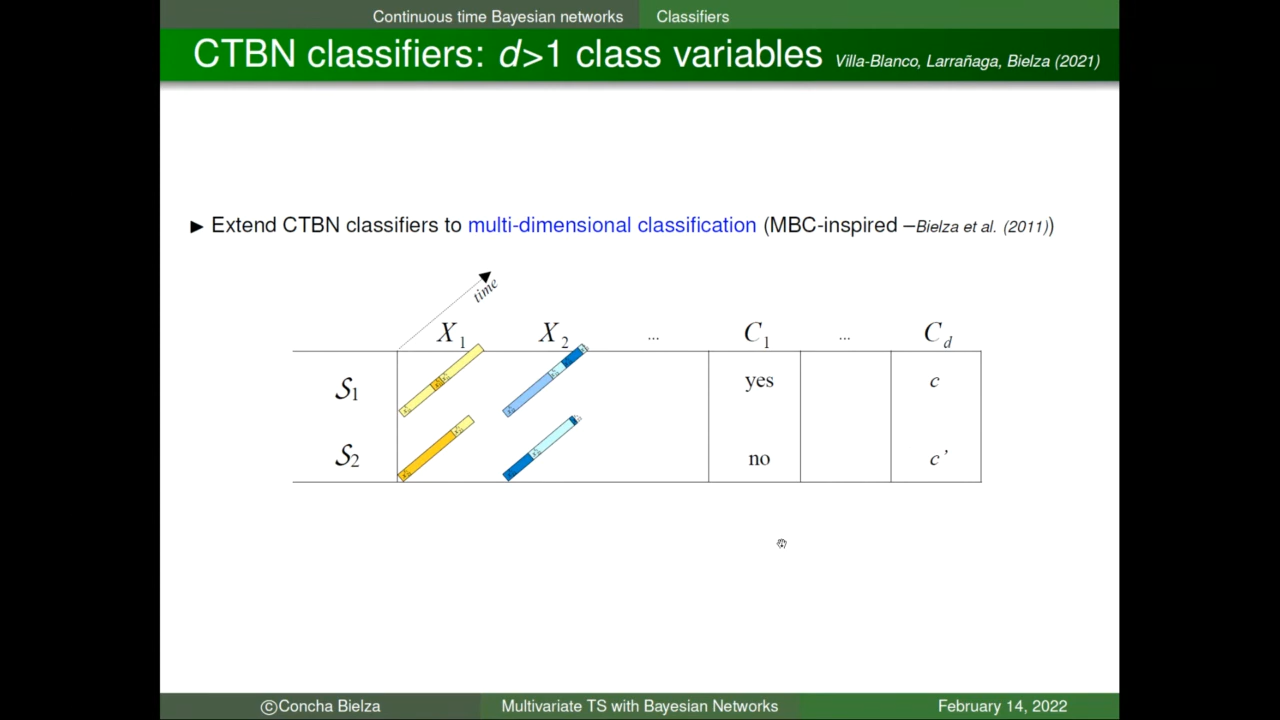 Continuous time Bayesian networks Classifiers
CTBN classifiers: d>1 class variables Villa-Blanco, Larrañaga, Bielza (2021)
▶ Extend CTBN classifiers to multi-dimensional classification (MBC-inspired –Bielza et al. (2011))
time
X1 X2 ... C1 ... Cd
S1 yes c
S2 no c’
©Concha Bielza Multivariate TS with Bayesian Networks February 14, 2022